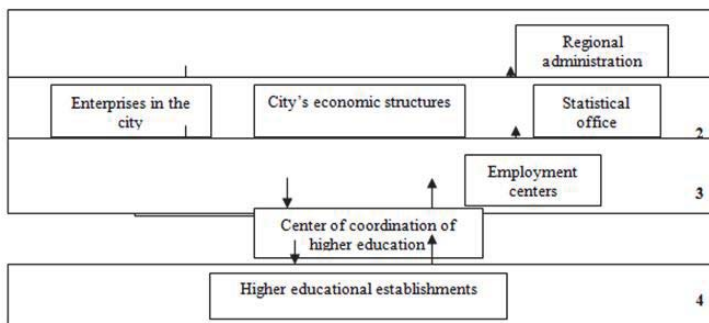 Regional
administration
Enterprises in the
city
City's economic structures
Statistical
office
2
Employment
centers
3
Center of coordination of
higher education
Higher educational establishments
4